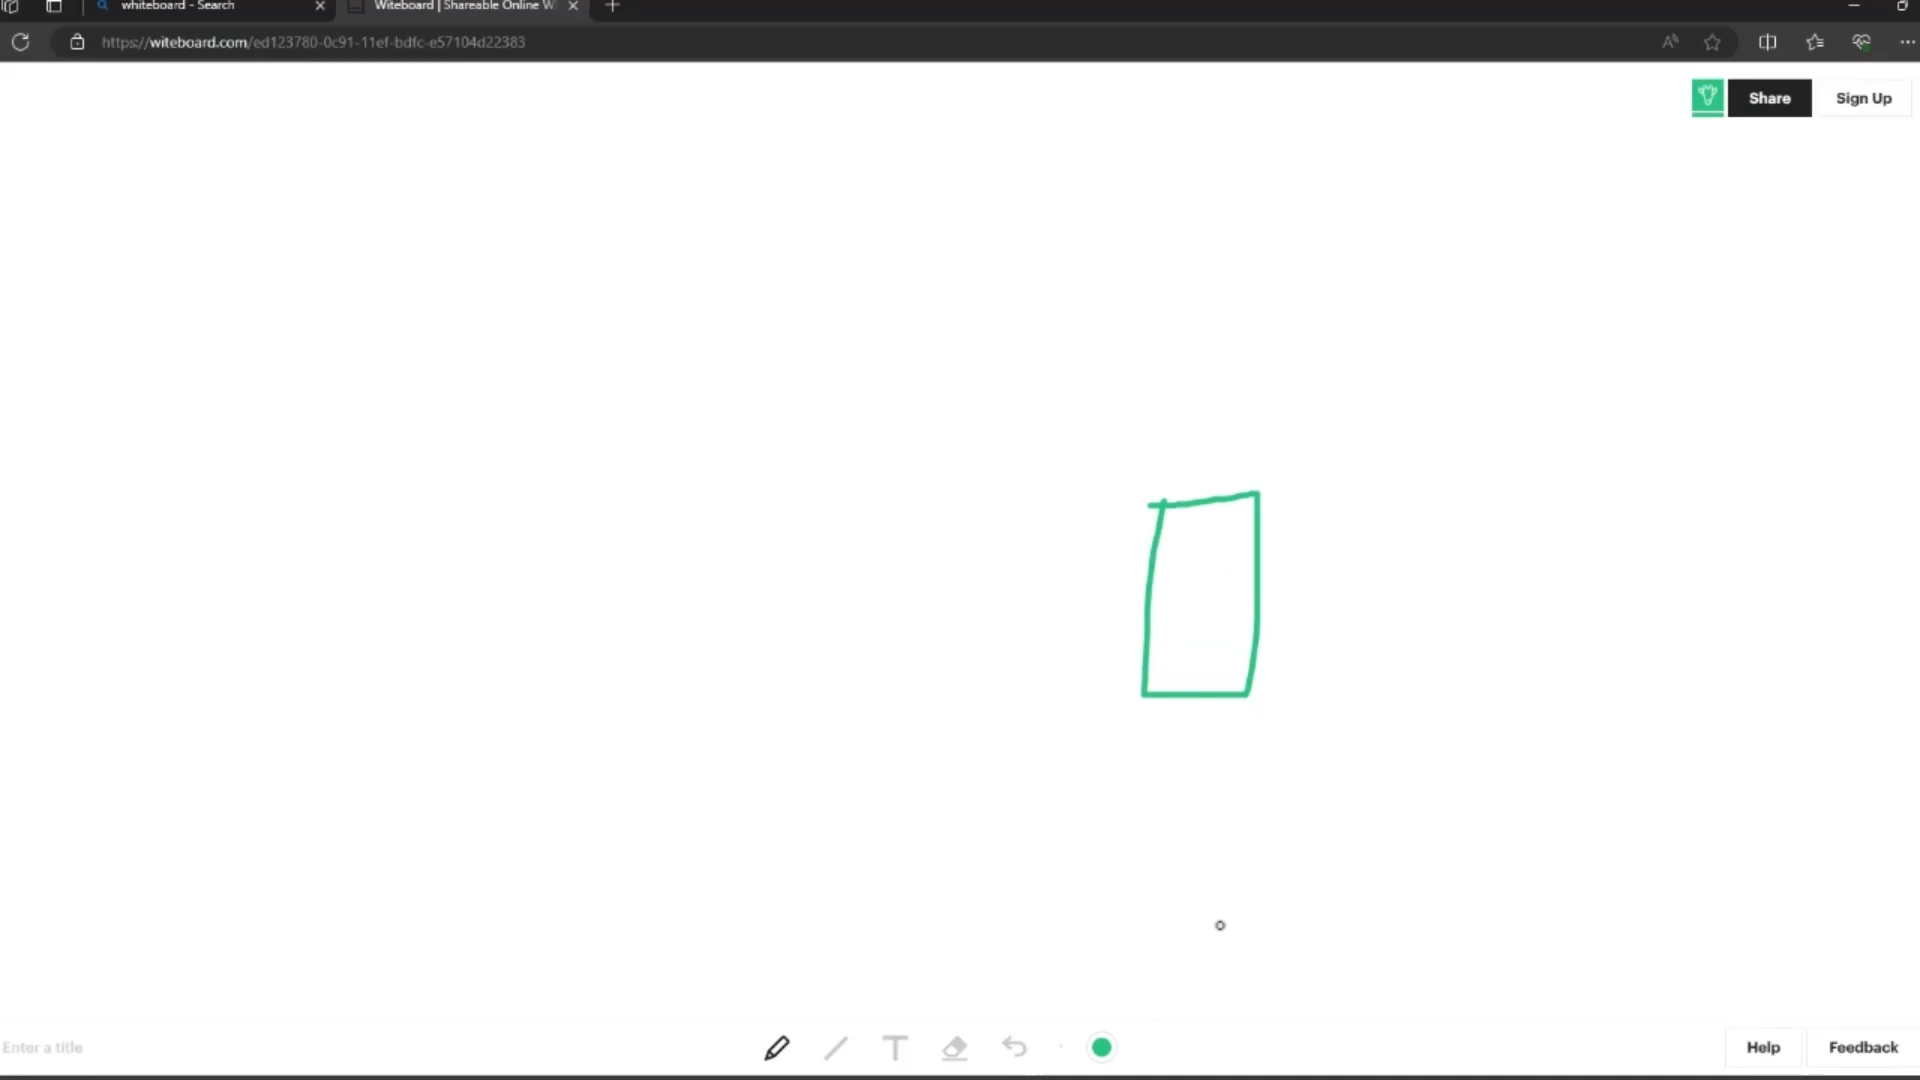 whiteboard - Search
Witeboard | Shareable Online W
https://witeboard.com/ed123780-0c91-11ef-bdfc-e57104d22383
Share
Sign Up
Enter a title
T
Help
Feedback